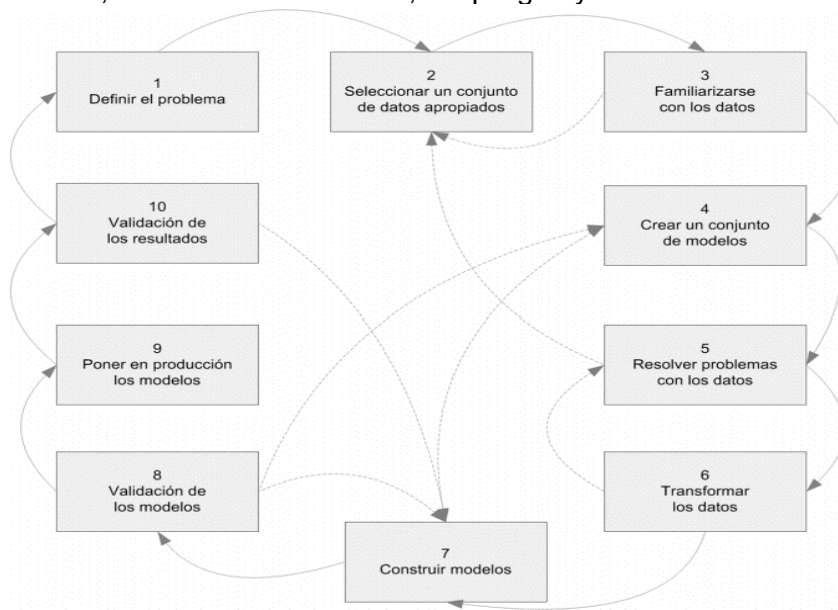 1
Definir el problema
2
Seleccionar un conjunto
de datos apropiados
3
Familiarizarse
con los datos
10
Validación de
los resultados
4
Crear un conjunto
de modelos
9
Poner en producción
los modelos
5
Resolver problemas
con los datos
8
Validación de
los modelos
6
Transformar
los datos
7
Construir modelos